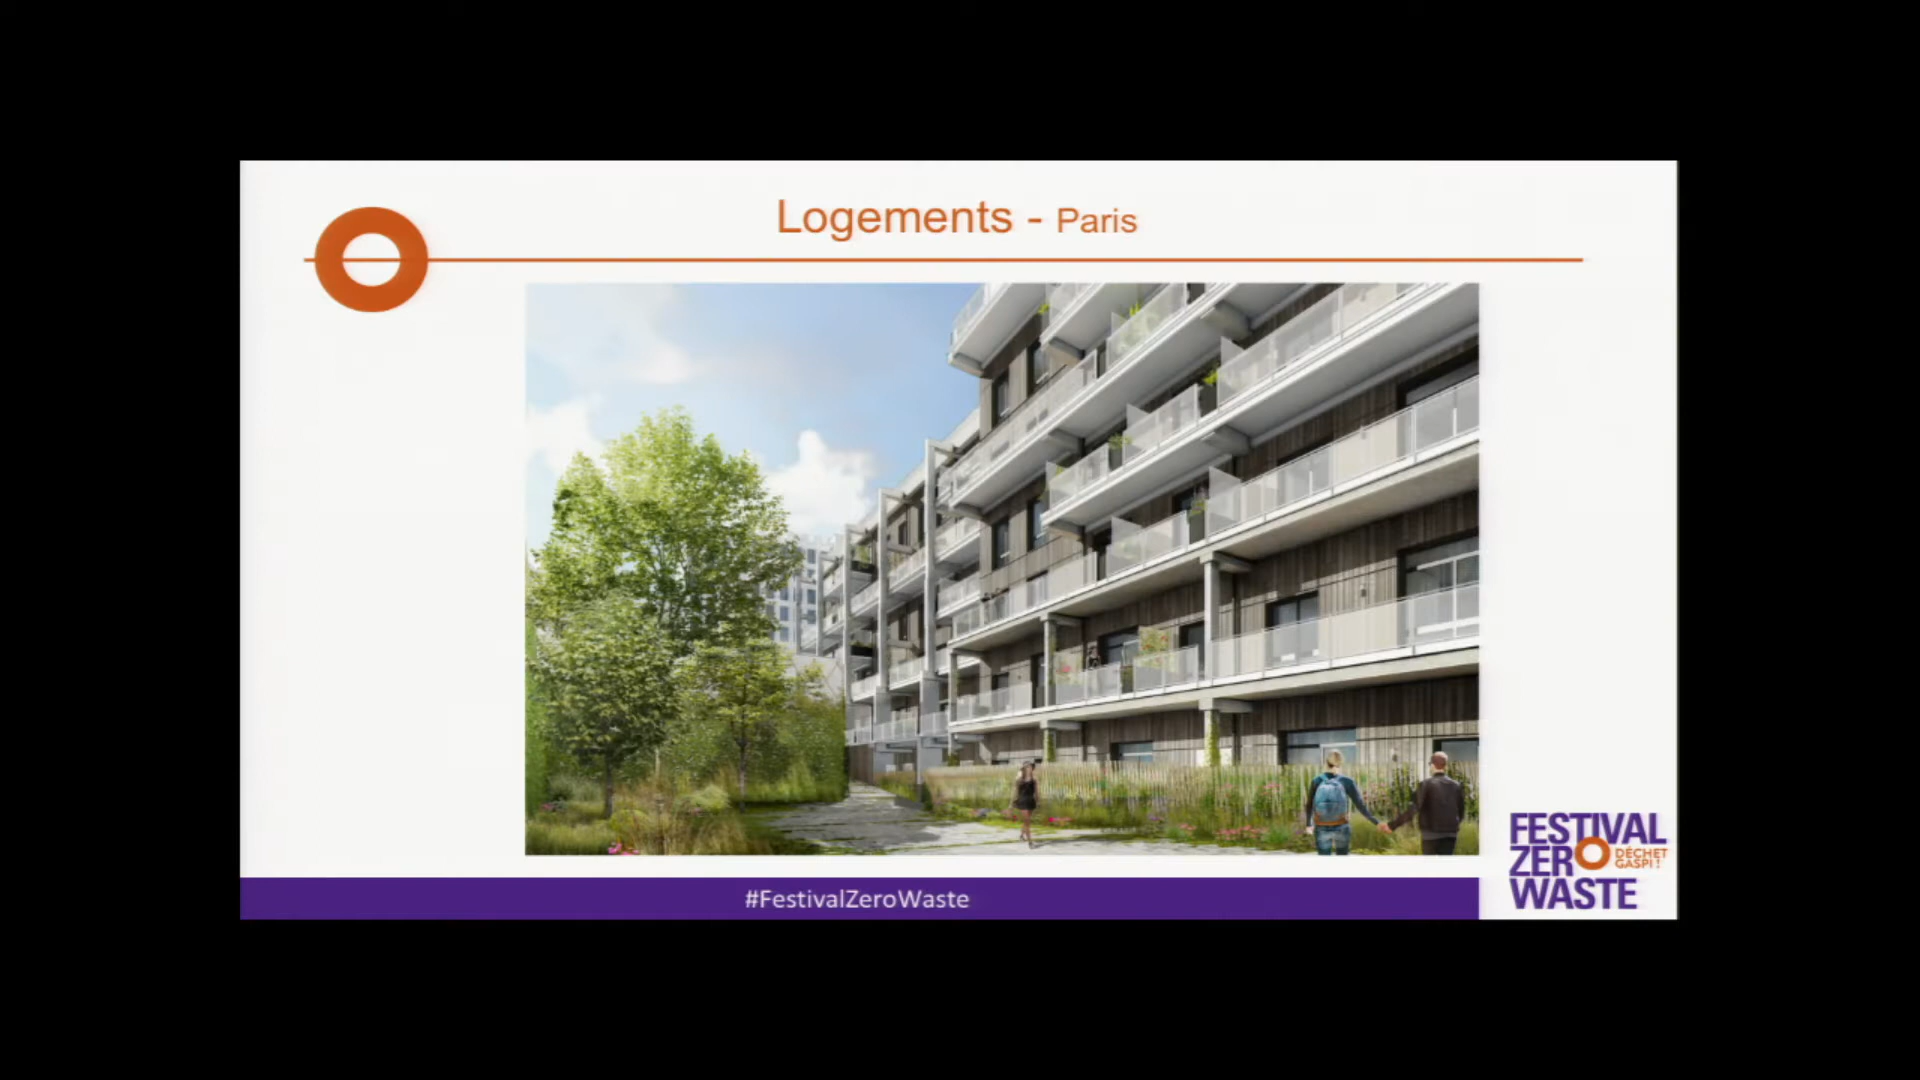 Logements - Paris
#FestivalZeroWaste
FESTIVAL
ZERO DÉCHET
GASPI !
WASTE